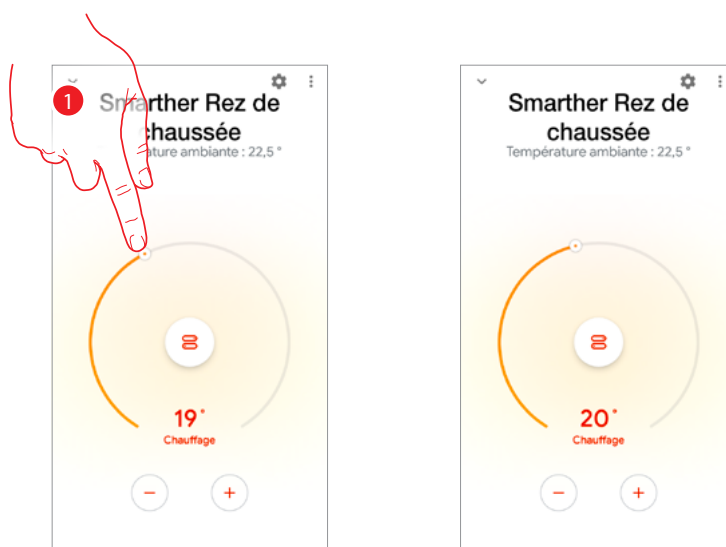 1
Smarther Rez de
chaussée
ature ambiante : 22,5 °
19°
Chauffage
Smarther Rez de
chaussée
Température ambiante : 22,5 °
20°
Chauffage